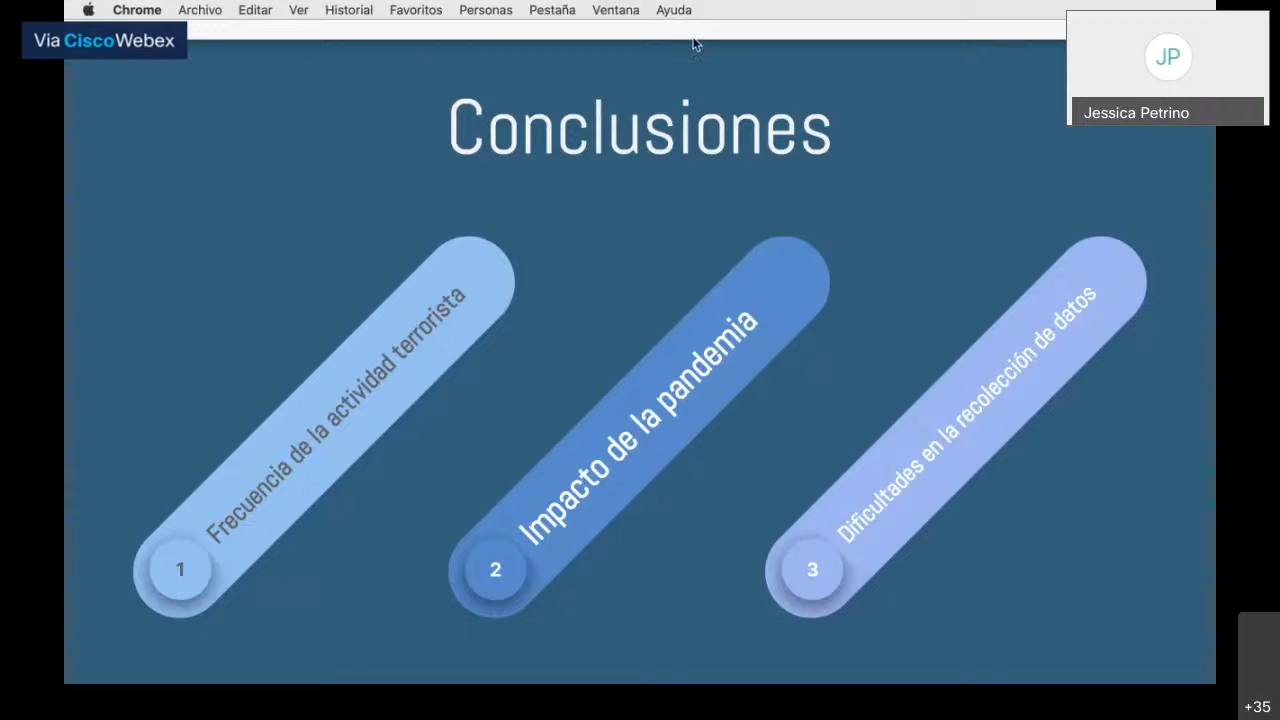 Chrome Archivo Editar Ver Historial Favoritos Personas Pestaña Ventana Ayuda
Via CiscoWebex
JP
Jessica Petrino
Conclusiones
Frecuencia de la actividad terrorista
1
Impacto de la pandemia
2
Dificultades en la recolección de datos
3
+35